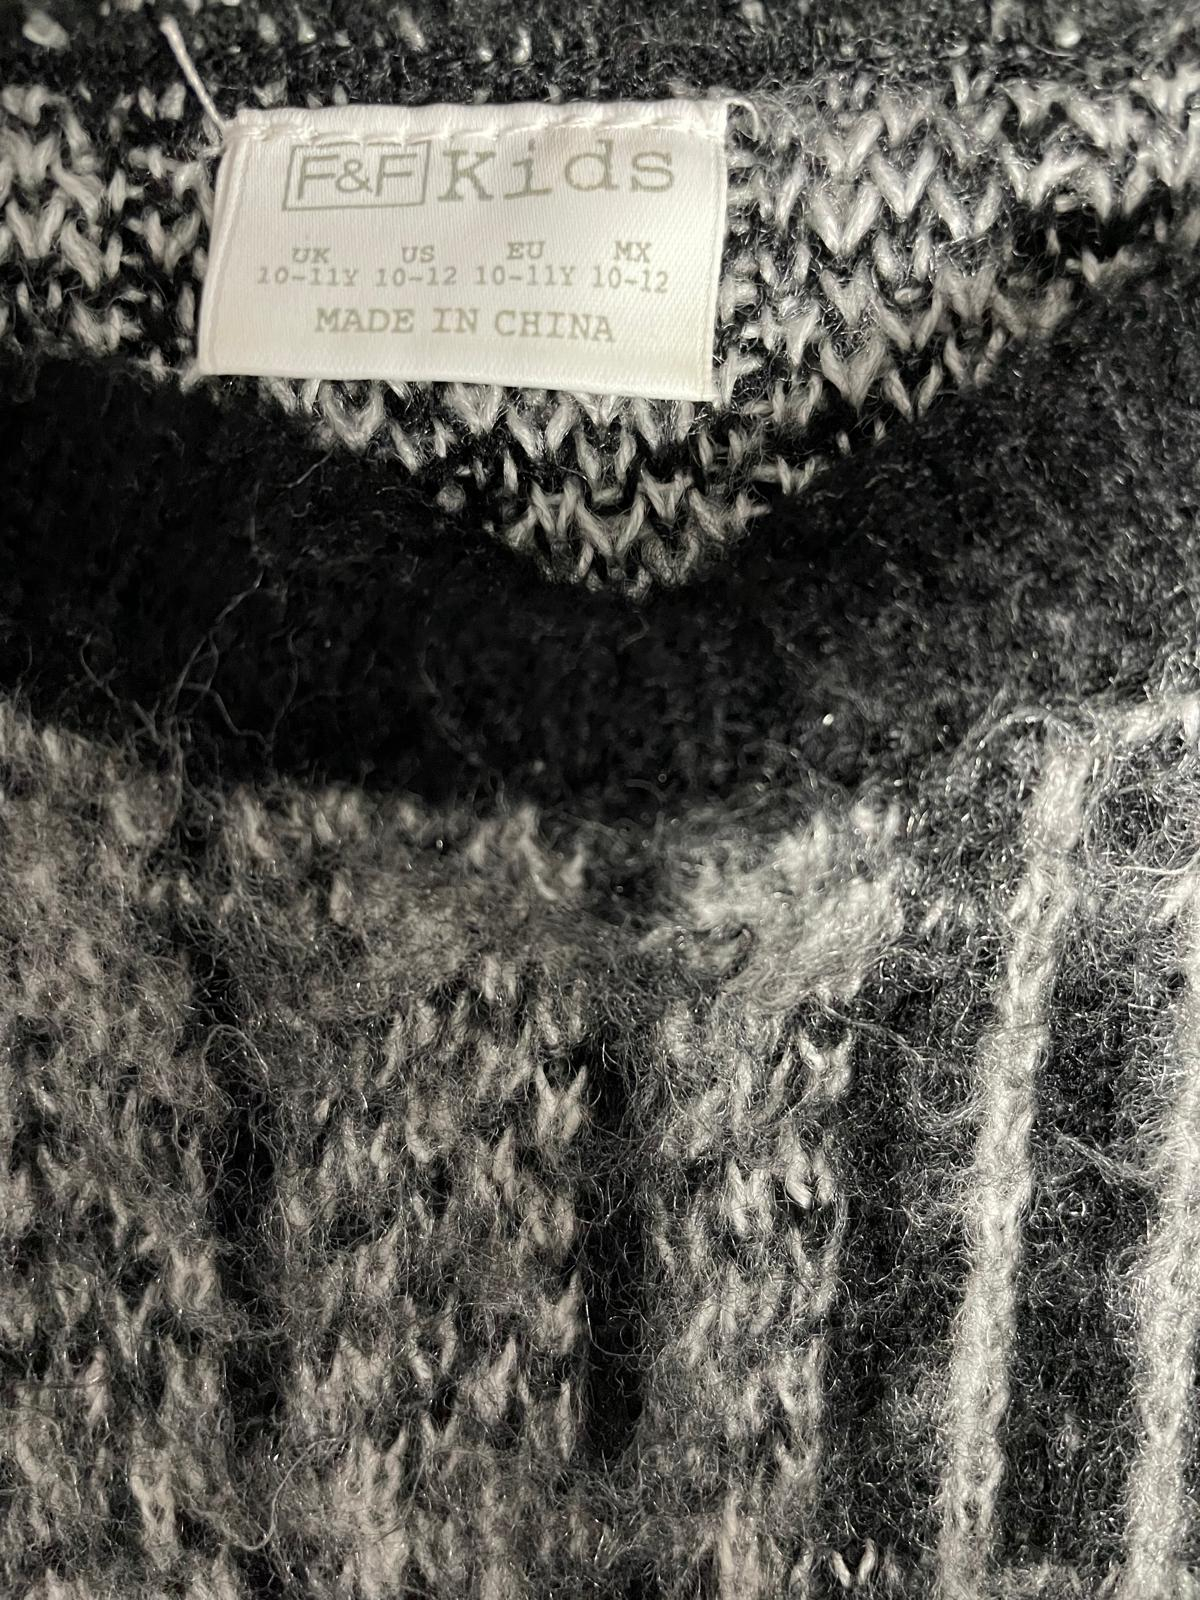 F&F Kids
UK US EU MX
10-11Y 10-12 10-11Y 10-12
MADE IN CHINA